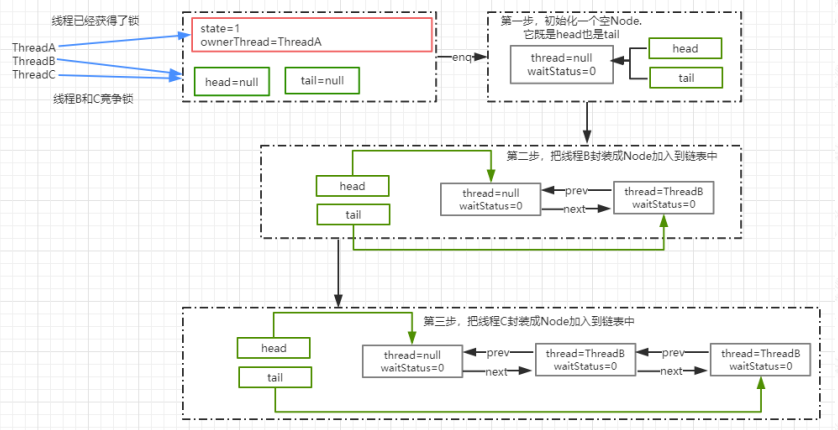 线程已经获得了锁
ThreadA
ThreadB
ThreadC
线程B和C竞争锁
state=1
ownerThread=ThreadA
head=null
tail=null
enq
第一步，初始化一个空Node.
它既是head也是tail
thread=null
waitStatus=0
head
tail
第二步，把线程B封装成Node加入到链表中
head
tail
thread=null
waitStatus=0
prev
next
thread=ThreadB
waitStatus=0
第三步，把线程C封装成Node加入到链表中
head
tail
thread=null
waitStatus=0
prev
next
thread=ThreadB
waitStatus=0
prev
next
thread=ThreadB
waitStatus=0